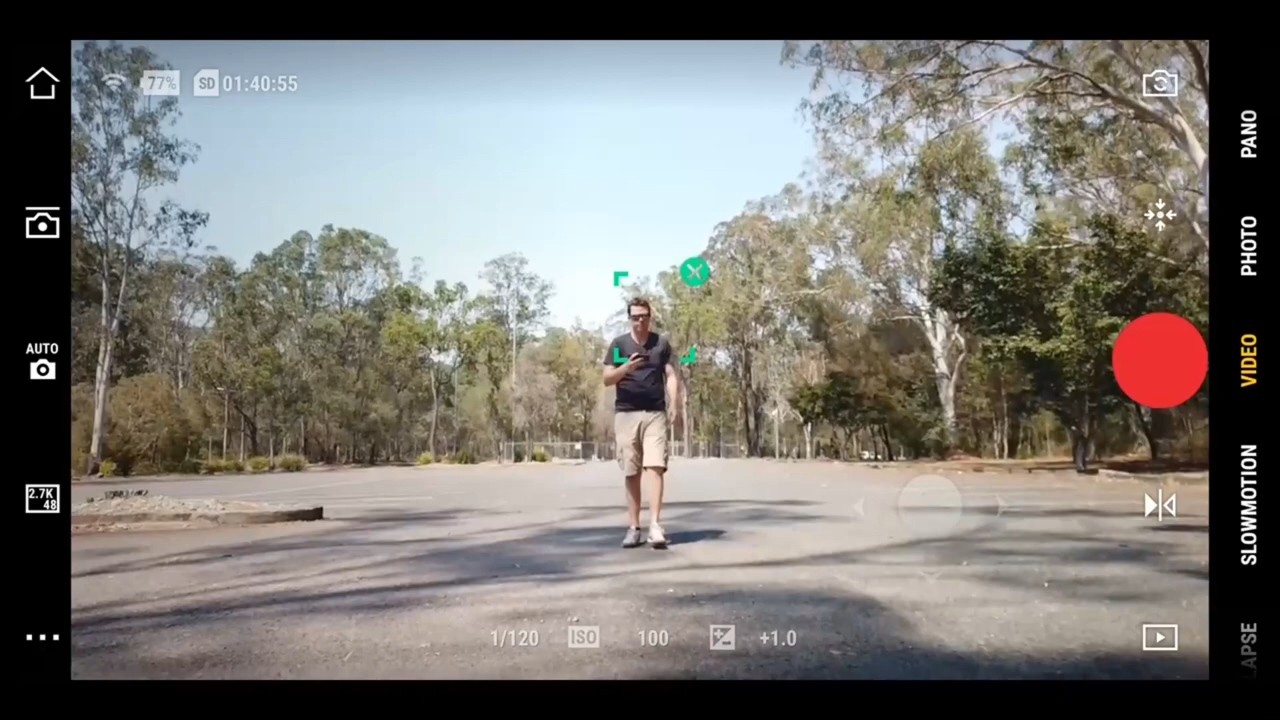 77%
SD 01:40:55
AUTO
2.7K
48
1/120 ISO 100 +1.0
PANO
PHOTO
VIDEO
SLOWMOTION
LAPSE